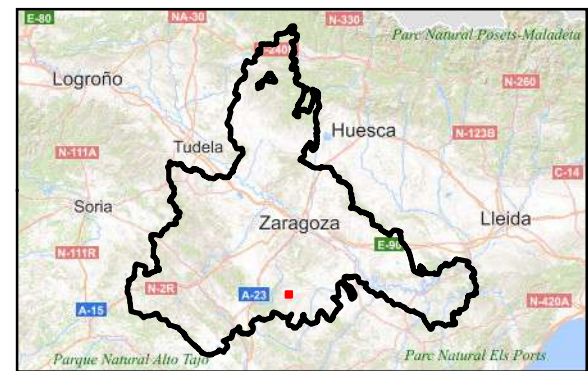 E-80
NA-30
N-330
Parc Natural Posets-Maladeta
Logroño
N-260
N-111A
Tudela
Huesca
N-123B
C-14
Soria
Zaragoza
Lleida
N-111R
E-90
N-2R
A-23
A-15
N-420A
Parque Natural Alto Tajo
Parc Natural Els Ports